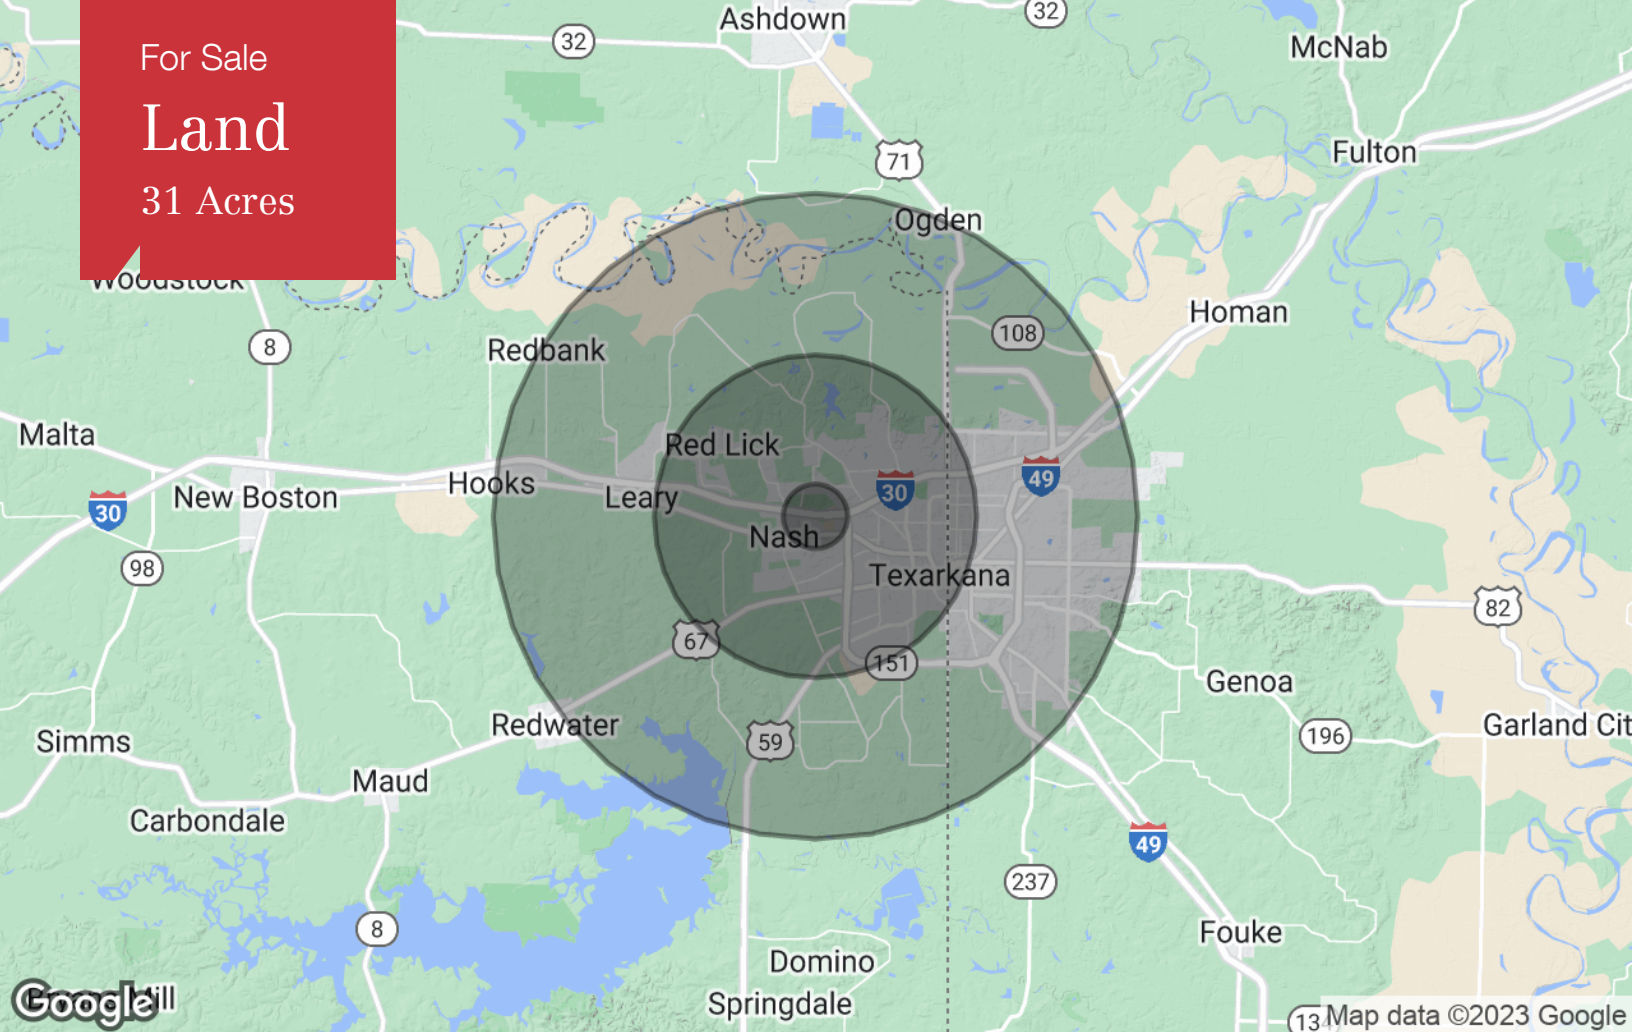 For Sale
Land
31 Acres
Ashdown
32
32
McNab
71
Fulton
Ogden
Woodstock
Homan
108
8
Redbank
Malta
Red Lick
30
49
Hooks
Leary
New Boston
30
Nash
98
Texarkana
82
67
151
Genoa
Redwater
59
196
Garland Cit
Simms
Maud
Carbondale
49
237
8
Fouke
Domino
Springdale
Google
Mill
Map data ©2023 Google